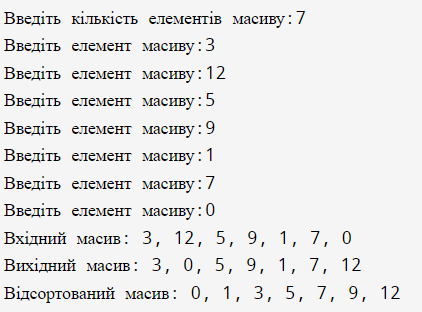 Введіть кількість елементів масиву:7
Введіть елемент масиву:3
Введіть елемент масиву:12
Введіть елемент масиву:5
Введіть елемент масиву:9
Введіть елемент масиву:1
Введіть елемент масиву:7
Введіть елемент масиву:0
Вхідний масив: 3, 12, 5, 9, 1, 7, 0
Вихідний масив: 3, 0, 5, 9, 1, 7, 12
Відсортований масив: 0, 1, 3, 5, 7, 9, 12